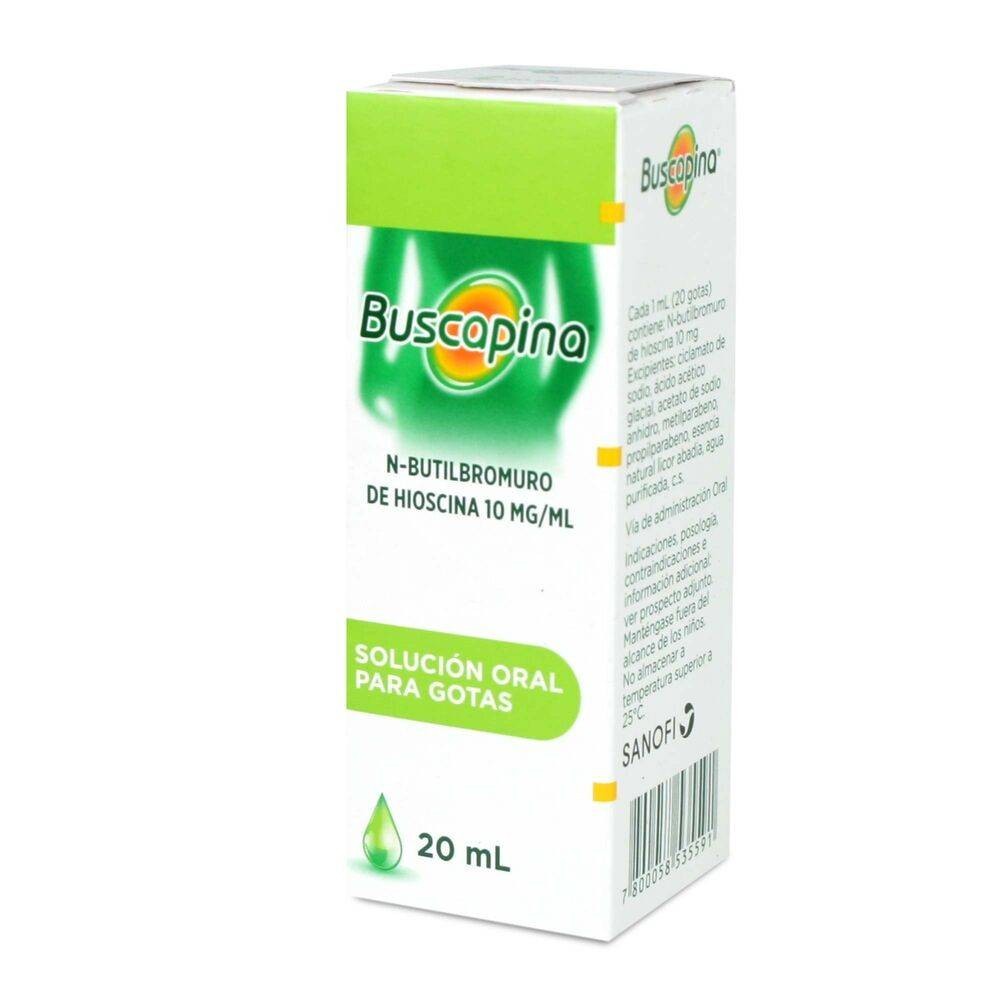 Buscapina
N-BUTILBROMURO
DE HIOSCINA 10 MG/ML
SOLUCIÓN ORAL
PARA GOTAS
20 mL
Buscapina®
Cada 1 mL (20 gotas)
contiene: N-butilbromuro
de hioscina 10 mg
Excipientes: ciclamato de
sodio, ácido acético
glacial, acetato de sodio
anhidro, metilparabeno,
propilparabeno, esencia
natural licor abadía, agua
purificada, c.s.
Vía de administración Oral
Indicaciones, posología,
contraindicaciones e
información adicional:
ver prospecto adjunto.
Manténgase fuera del
alcance de los niños.
No almacenar a
temperatura superior a
25°C.
SANOFI
7 800058 535591